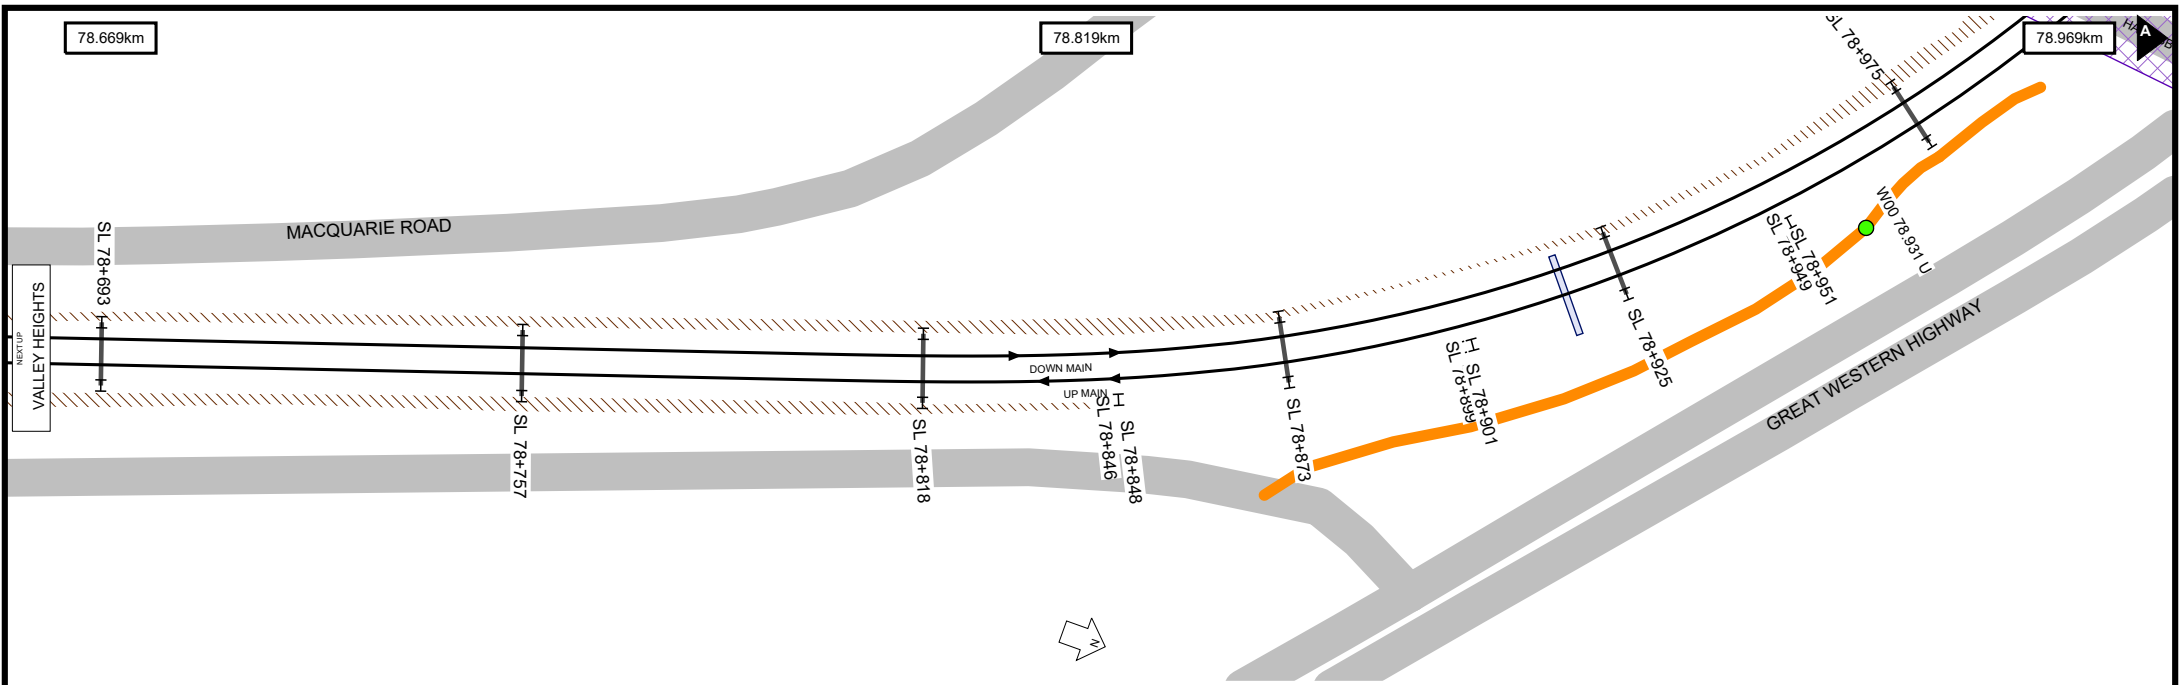 78.669km
78.819km
78.969km
A
SL 78+975
MACQUARIE ROAD
SL 78+693
NEXT UP
VALLEY HEIGHTS
DOWN MAIN
UP MAIN
SL 78+757
SL 78+818
SL 78+846
SL 78+848
SL 78+873
SL 78+899
SL 78+901
SL 78+925
SL 78+949
SL 78+951
W00 78.931 U
GREAT WESTERN HIGHWAY
N